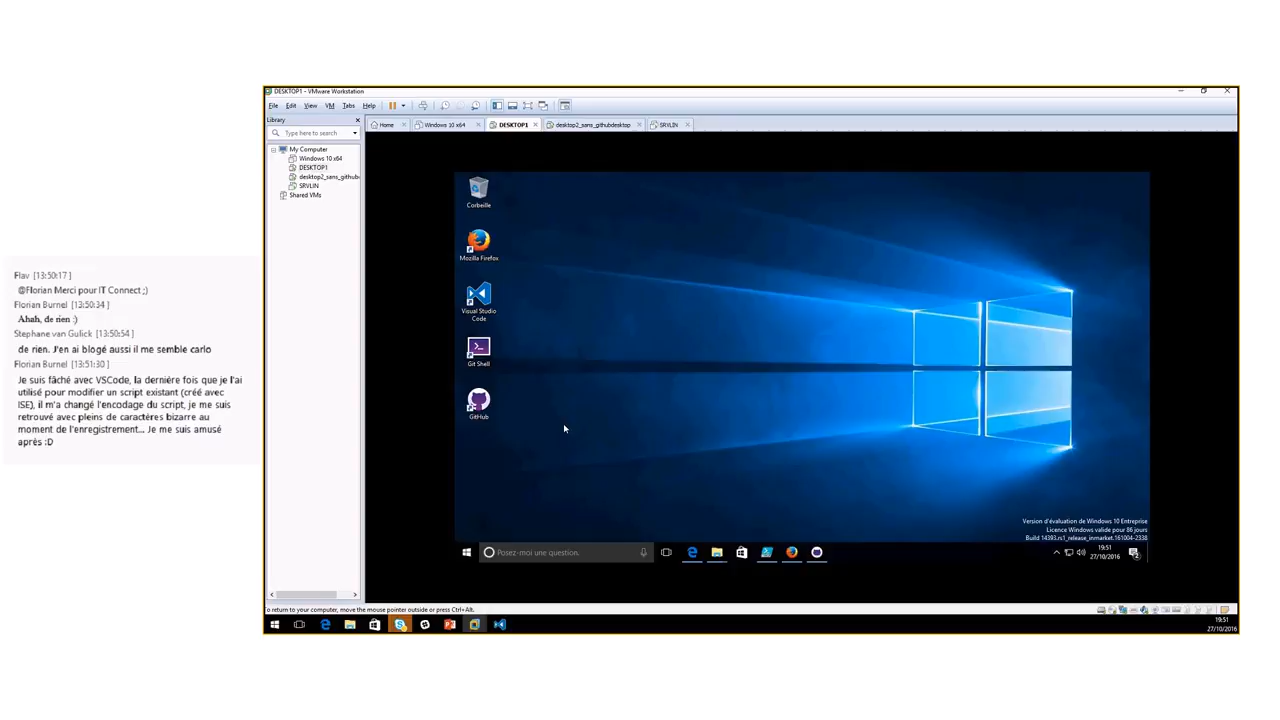 Flav [13:50:17 ]
@Florian Merci pour IT Connect ;)
Florian Burnel [13:50:34 ]
Ahah, de rien :)
Stephane van Gulick [13:50:54 ]
de rien. J'en ai blogé aussi il me semble carlo
Florian Burnel [13:51:30 ]
Je suis fâché avec VSCode, la dernière fois que je l'ai
utilisé pour modifier un script existant (créé avec
ISE), il m'a changé l'encodage du script, je me suis
retrouvé avec pleins de caractères bizarre au
moment de l'enregistrement... Je me suis amusé
après :D
DESKTOP1 - VMware Workstation
File Edit View VM Tabs Help
Library
Type here to search
My Computer
Windows 10 x64
DESKTOP1
desktop2_sans_github
SRVLIN
Shared VMs
Home Windows 10 x64 DESKTOP1 desktop2_sans_githubdesktop SRVLIN
Corbeille
Mozilla Firefox
Visual Studio
Code
Git Shell
GitHub
Version d'évaluation de Windows 10 Entreprise
Licence Windows valide pour 86 jours
Build 14393.rs1_release_inmarket.161004-2338
Posez-moi une question.
19:51
27/10/2016
To return to your computer, move the mouse pointer outside or press Ctrl+Alt.
19:51
27/10/2016